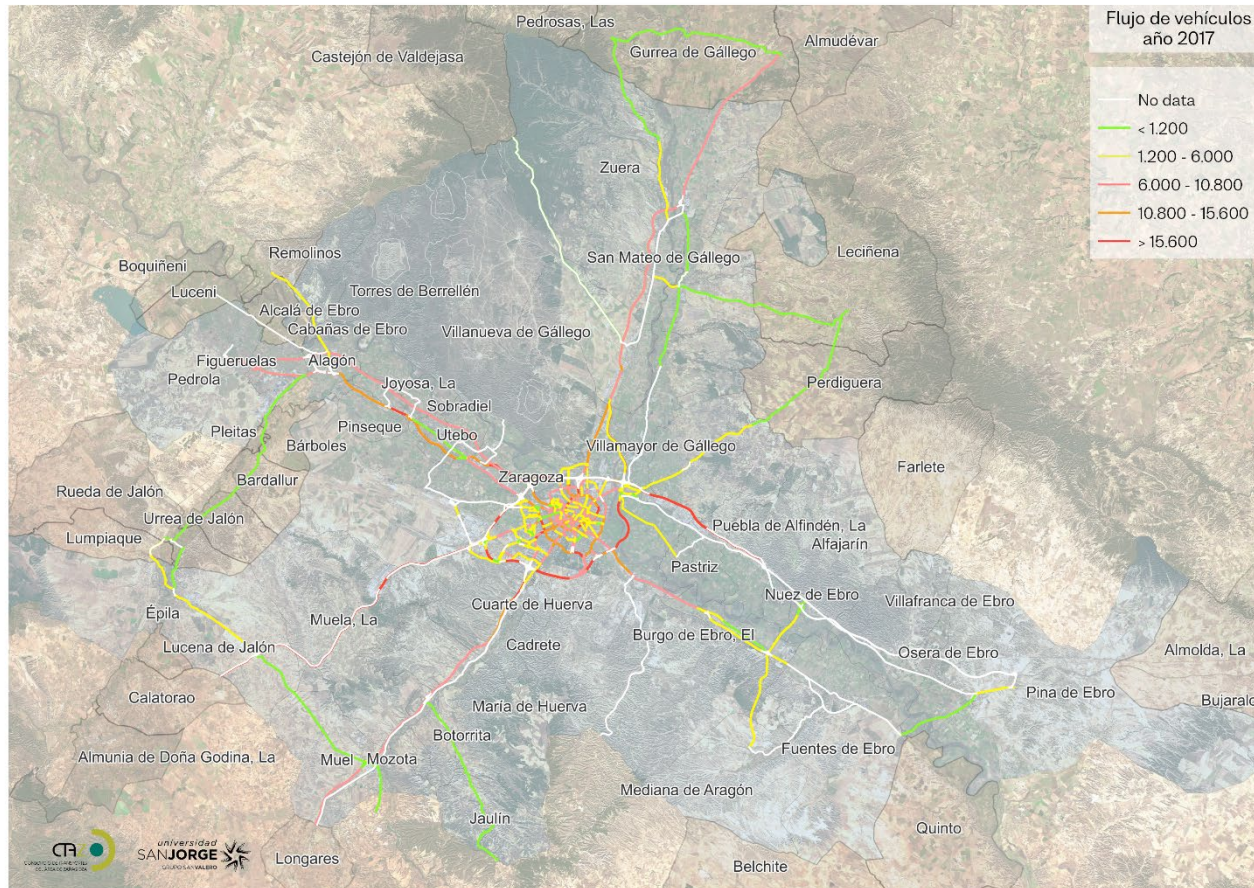 Pedrosas, Las
Flujo de vehículos
año 2017
Almudévar
Gurrea de Gállego
Castejón de Valdejasa
No data
< 1.200
1.200 - 6.000
6.000 - 10.800
10.800 - 15.600
> 15.600
Zuera
Leciñena
Remolinos
San Mateo de Gállego
Boquiñeni
Luceni
Torres de Berrellén
Alcalá de Ebro
Cabañas de Ebro
Villanueva de Gállego
Figueruelas
Alagón
Pedrola
Joyosa, La
Perdiguera
Sobradiel
Pinseque
Pleitas
Utebo
Bárboles
Villamayor de Gállego
Farlete
Bardallur
Zaragoza
Rueda de Jalón
Urrea de Jalón
Puebla de Alfindén, La
Lumpiaque
Alfajarín
Pastriz
Nuez de Ebro
Villafranca de Ebro
Épila
Cuarte de Huerva
Muela, La
Burgo de Ebro, El
Lucena de Jalón
Cadrete
Osera de Ebro
Almolda, La
Calatorao
Pina de Ebro
Bujaralo
María de Huerva
Botorrita
Almunia de Doña Godina, La
Muel
Mozota
Fuentes de Ebro
Mediana de Aragón
Jaulín
Quinto
CTA
universidad
SANJORGE
GRUPO SANVALERO
Longares
Belchite